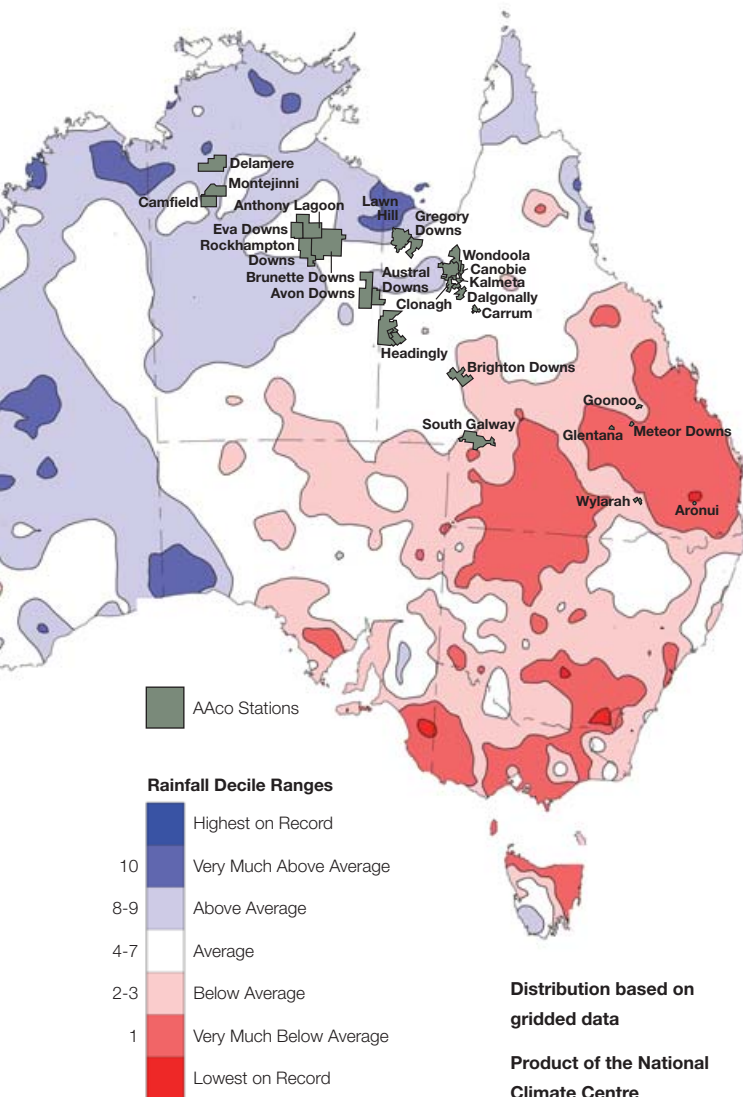 Delamere
Montejinni
Camfield
Anthony Lagoon
Lawn
Hill
Gregory
Downs
Eva Downs
Rockhampton
Downs
Wondoola
Canobie
Kalmeta
Brunette Downs
Austral
Downs
Avon Downs
Dalgonally
Clonagh
Carrum
Headingly
Brighton Downs
Goonoo
South Galway
Glentana
Meteor Downs
Wylarah
Aronui
AAco Stations
Rainfall Decile Ranges
Highest on Record
10 Very Much Above Average
8-9 Above Average
4-7 Average
2-3 Below Average
1 Very Much Below Average
Lowest on Record
Distribution based on
gridded data
Product of the National
Climate Centre